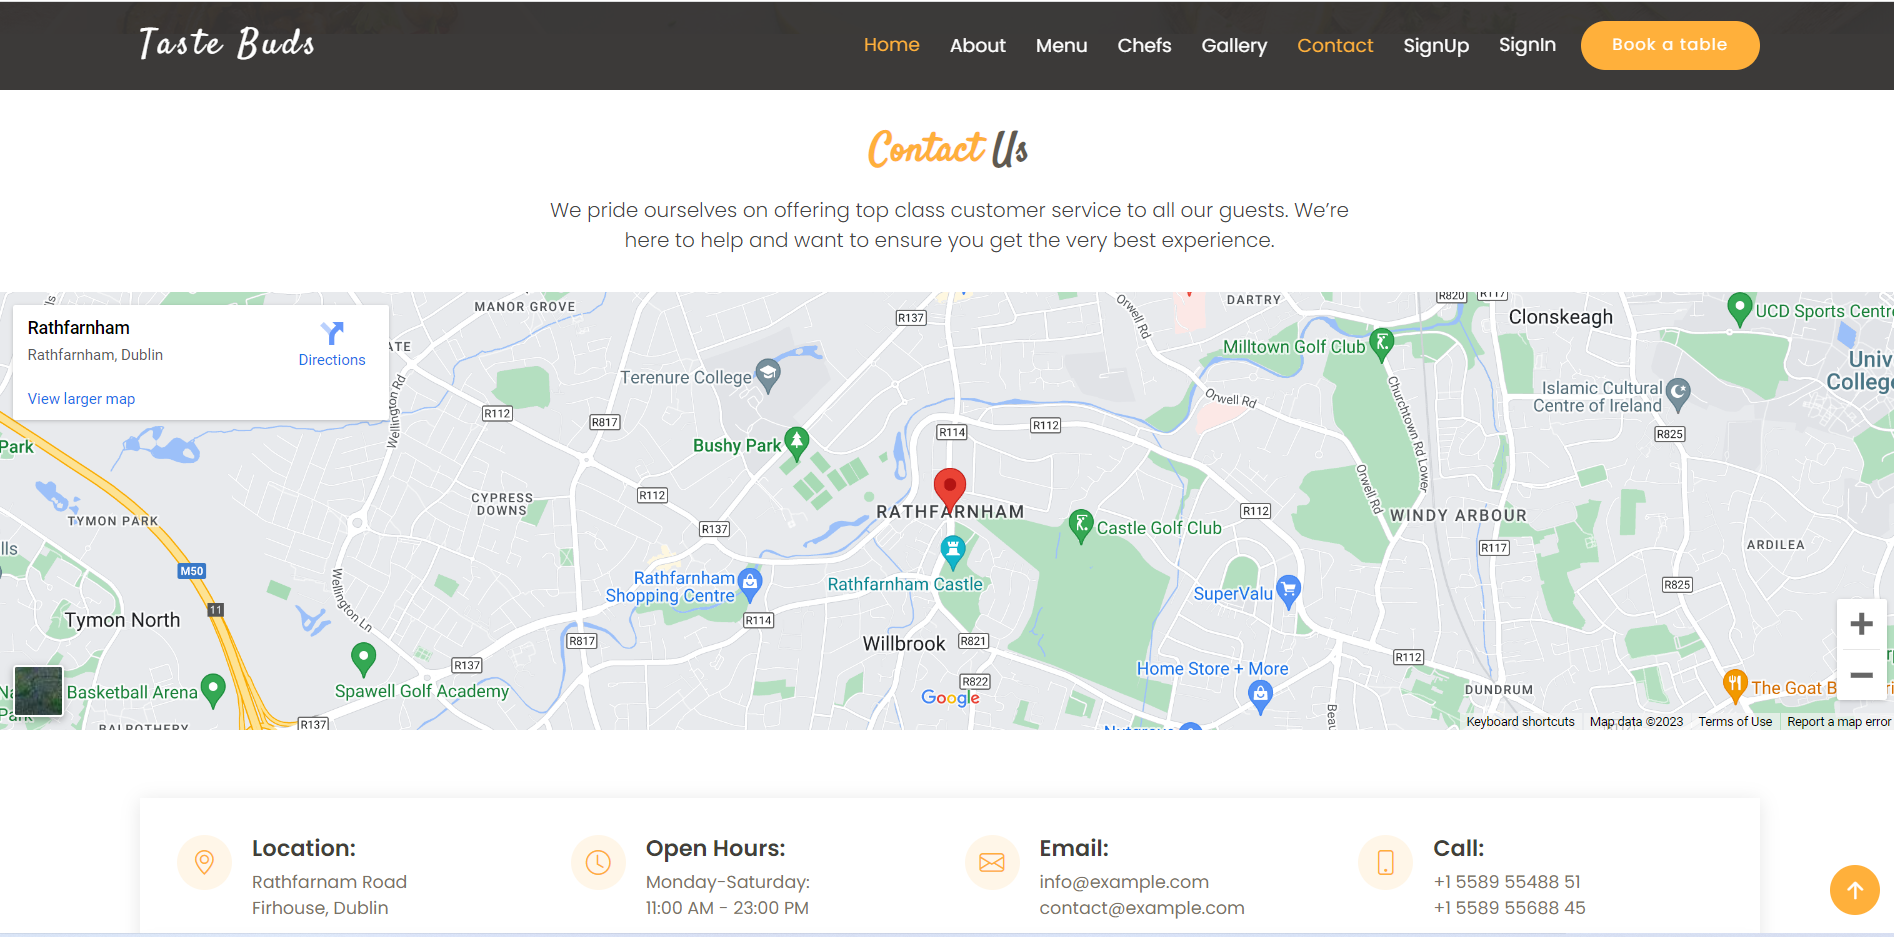 Taste Buds
Home About Menu Chefs Gallery Contact SignUp SignIn Book a table
Contact Us
We pride ourselves on offering top class customer service to all our guests. We’re
here to help and want to ensure you get the very best experience.
Rathfarnham
Rathfarnham, Dublin
Directions
View larger map
MANOR GROVE
R137
DARTRY
R820
R117
Clonskeagh
UCD Sports Centre
Orwell Rd
Milltown Golf Club
Terenure College
Islamic Cultural
Centre of Ireland
Wellington Rd
R112
R817
Orwell Rd
Churchtown Rd Lower
R114
R112
R825
Park
Bushy Park
R112
CYPRESS
DOWNS
R137
RATHFARNHAM
Castle Golf Club
R112
Orwell Rd
WINDY ARBOUR
TYMON PARK
R117
ARDILEA
M50
Rathfarnham
Shopping Centre
Rathfarnham Castle
SuperValu
R825
11
Wellington Ln
Tymon North
R114
R817
Willbrook
R821
R137
R112
Home Store + More
Basketball Arena
Spawell Golf Academy
R822
Google
DUNDRUM
The Goat B
R137
Keyboard shortcuts Map data ©2023 Terms of Use Report a map error
Location:
Rathfarnam Road
Firhouse, Dublin
Open Hours:
Monday-Saturday:
11:00 AM - 23:00 PM
Email:
info@example.com
contact@example.com
Call:
+1 5589 55488 51
+1 5589 55688 45